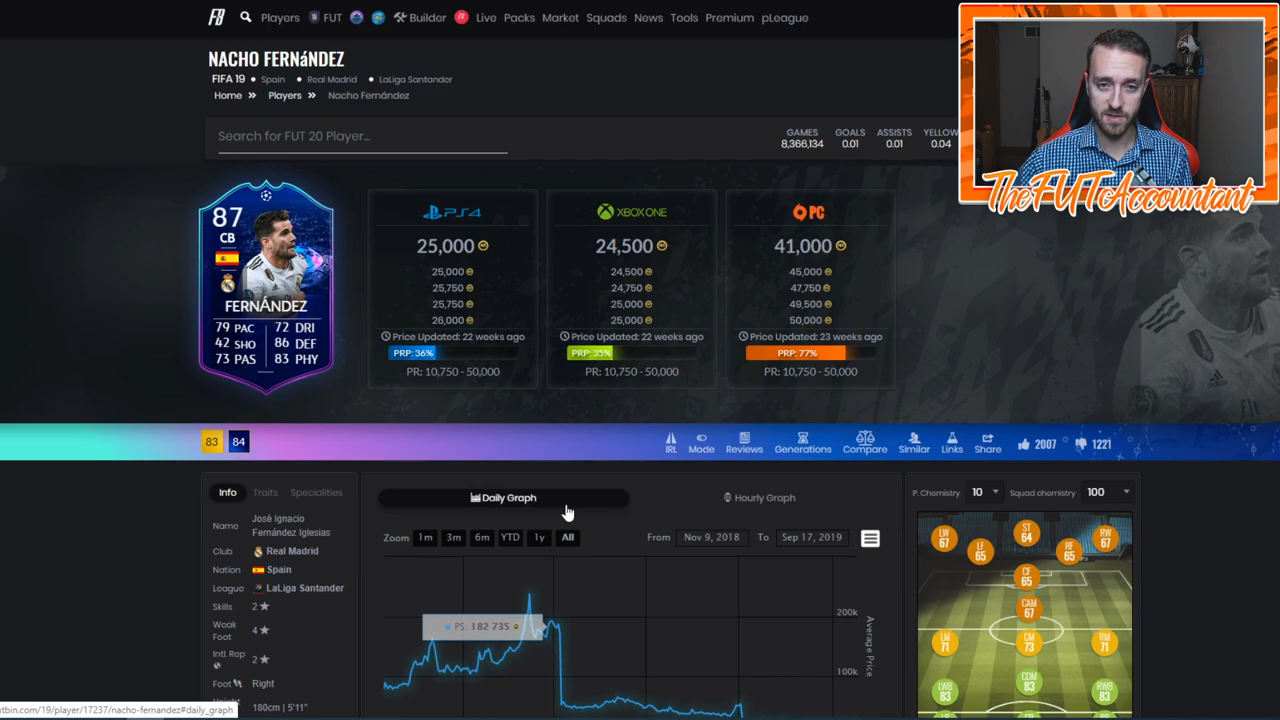 F8 Players FUT Builder Live Packs Market Squads News Tools Premium pLeague
NACHO FERNáNDEZ
FIFA 19 Spain Real Madrid LaLiga Santander
Home Players Nacho Fernández
Search for FUT 20 Player...
GAMES GOALS ASSISTS YELLOW
8,366,134 0.01 0.01 0.04
TheFUTAccountant
87
CB
FERNÁNDEZ
79 PAC 72 DRI
42 SHO 86 DEF
73 PAS 83 PHY
PS4
25,000
25,000
25,750
25,750
26,000
Price Updated: 22 weeks ago
PRP: 36%
PR: 10,750 - 50,000
XBOX ONE
24,500
24,500
24,750
25,000
25,000
Price Updated: 22 weeks ago
PRP: 35%
PR: 10,750 - 50,000
PC
41,000
45,000
47,750
49,500
50,000
Price Updated: 23 weeks ago
PRP: 77%
PR: 10,750 - 50,000
83 84
IRL Mode Reviews Generations Compare Similar Links Share 2007 1221
Info Traits Specialities
Name José Ignacio
Fernández Iglesias
Club Real Madrid
Nation Spain
League LaLiga Santander
Skills 2
Weak
Foot 4
Intl. Rep 2
Foot Right
180cm | 5'11"
Daily Graph Hourly Graph
Zoom 1m 3m 6m YTD 1y All From Nov 9, 2018 To Sep 17, 2019
PS: 182 735
200k
100k
Average Price
P. Chemistry 10 Squad chemistry 100
LW
67
LF
65
ST
64
RF
65
RW
67
CF
65
CAM
67
LM
71
CM
73
RM
71
LWB
83
CDM
83
RWB
83
tbin.com/19/player/17237/nacho-fernandez#daily_graph